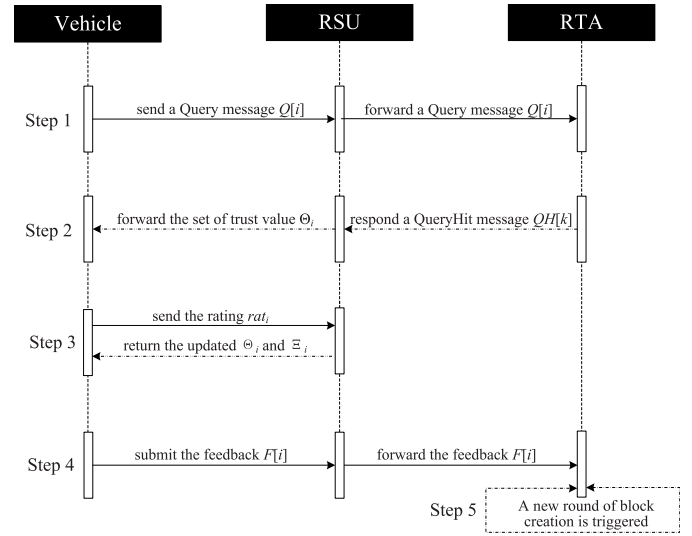 Vehicle
RSU
RTA
Step 1
send a Query message Q[i]
forward a Query message Q[i]
Step 2
forward the set of trust value Θi
respond a QueryHit message QH[k]
Step 3
send the rating rati
return the updated Θi and Ξi
Step 4
submit the feedback F[i]
forward the feedback F[i]
Step 5
A new round of block
creation is triggered